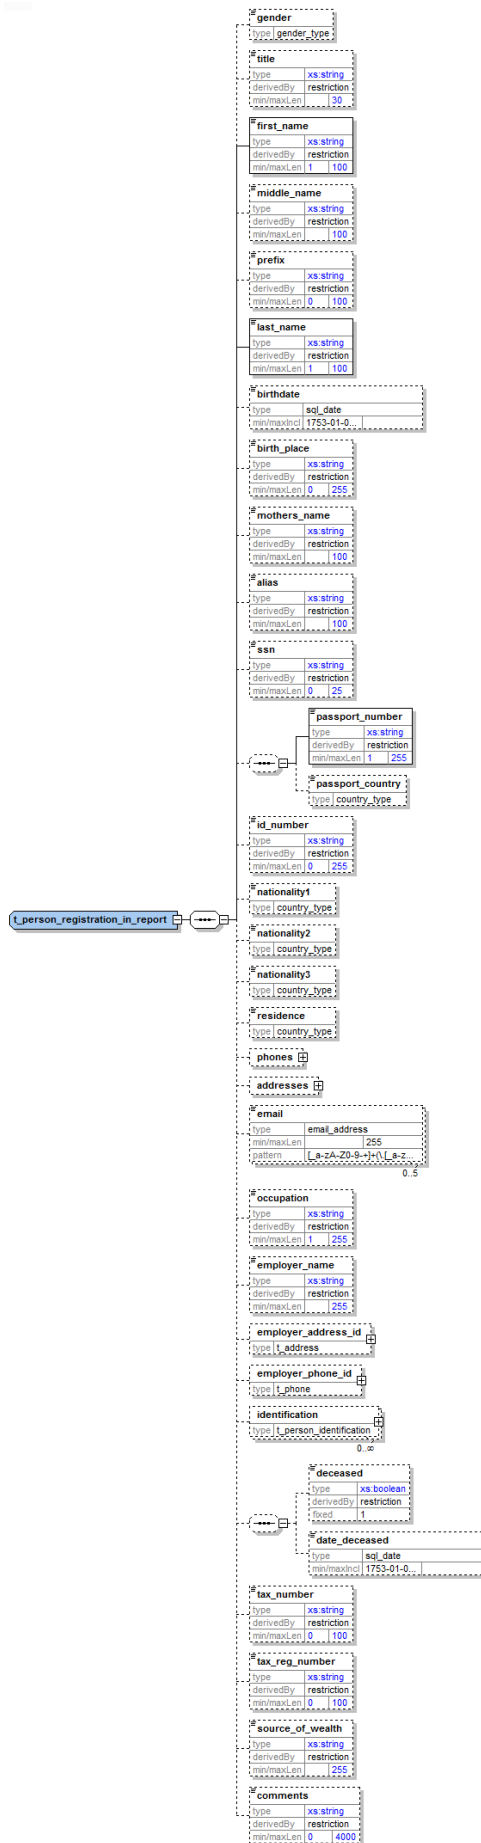 gender
type gender_type
title
type xs:string
derivedBy restriction
min/maxLen 30
first_name
type xs:string
derivedBy restriction
min/maxLen 1 100
middle_name
type xs:string
derivedBy restriction
min/maxLen 100
prefix
type xs:string
derivedBy restriction
min/maxLen 0 100
last_name
type xs:string
derivedBy restriction
min/maxLen 1 100
birthdate
type sql_date
min/maxIncl 1753-01-0...
birth_place
type xs:string
derivedBy restriction
min/maxLen 0 255
mothers_name
type xs:string
derivedBy restriction
min/maxLen 100
alias
type xs:string
derivedBy restriction
min/maxLen 100
ssn
type xs:string
derivedBy restriction
min/maxLen 0 25
passport_number
type xs:string
derivedBy restriction
min/maxLen 1 255
passport_country
type country_type
id_number
type xs:string
derivedBy restriction
min/maxLen 0 255
nationality1
type country_type
t_person_registration_in_report
nationality2
type country_type
nationality3
type country_type
residence
type country_type
phones
addresses
email
type email_address
min/maxLen 255
pattern [_a-zA-Z0-9-+]+(\.[_a-z...
0..5
occupation
type xs:string
derivedBy restriction
min/maxLen 1 255
employer_name
type xs:string
derivedBy restriction
min/maxLen 255
employer_address_id
type t_address
employer_phone_id
type t_phone
identification
type t_person_identification
0..∞
deceased
type xs:boolean
derivedBy restriction
fixed 1
date_deceased
type sql_date
min/maxIncl 1753-01-0...
tax_number
type xs:string
derivedBy restriction
min/maxLen 0 100
tax_reg_number
type xs:string
derivedBy restriction
min/maxLen 0 100
source_of_wealth
type xs:string
derivedBy restriction
min/maxLen 255
comments
type xs:string
derivedBy restriction
min/maxLen 0 4000